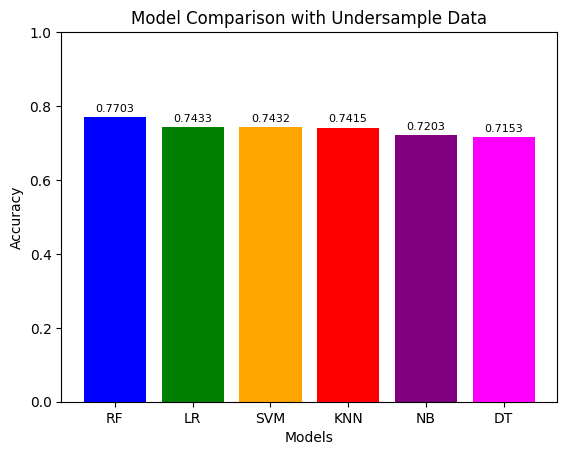 Model Comparison with Undersample Data
1.0
0.8
0.6
0.4
0.2
0.0
Accuracy
0.7703
0.7433
0.7432
0.7415
0.7203
0.7153
RF
LR
SVM
KNN
NB
DT
Models